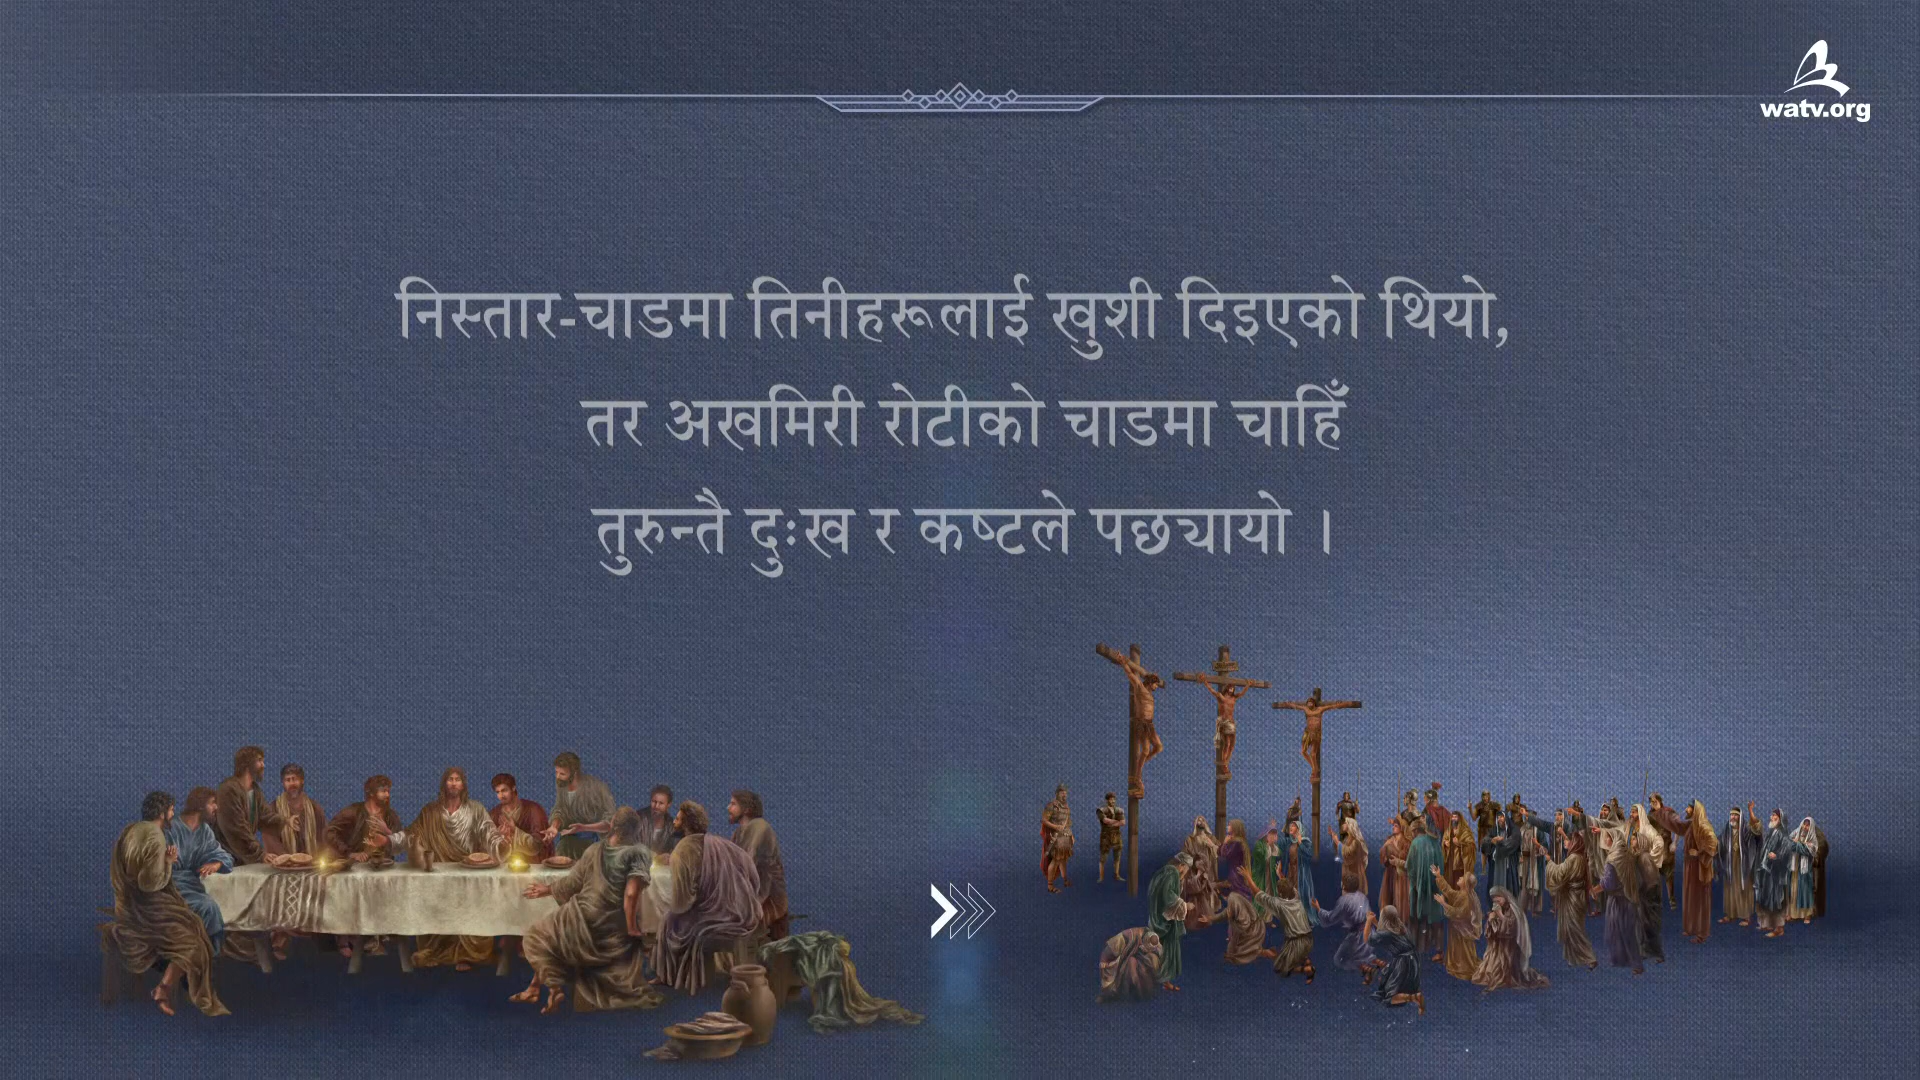 watv.org
निस्तार-चाडमा तिनीहरूलाई खुशी दिइएको थियो,
तर अखमिरी रोटीको चाडमा चाहिँ
तुरुन्तै दुःख र कष्टले पछ्यायो ।